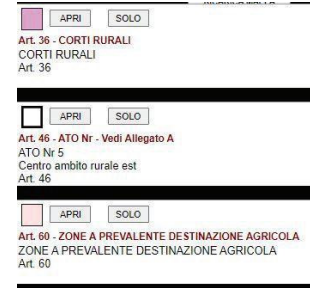 APRI SOLO
Art. 36 - CORTI RURALI
CORTI RURALI
Art. 36
APRI SOLO
Art. 46 - ATO Nr - Vedi Allegato A
ATO Nr 5
Centro ambito rurale est
Art. 46
APRI SOLO
Art. 60 - ZONE A PREVALENTE DESTINAZIONE AGRICOLA
ZONE A PREVALENTE DESTINAZIONE AGRICOLA
Art. 60